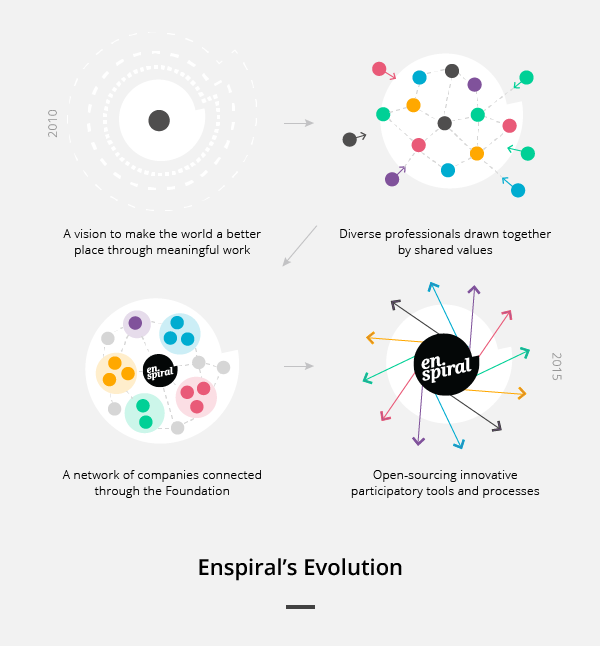 2010
A vision to make the world a better
place through meaningful work
Diverse professionals drawn together
by shared values
en
spiral
A network of companies connected
through the Foundation
en
spiral
2015
Open-sourcing innovative
participatory tools and processes
Enspiral’s Evolution